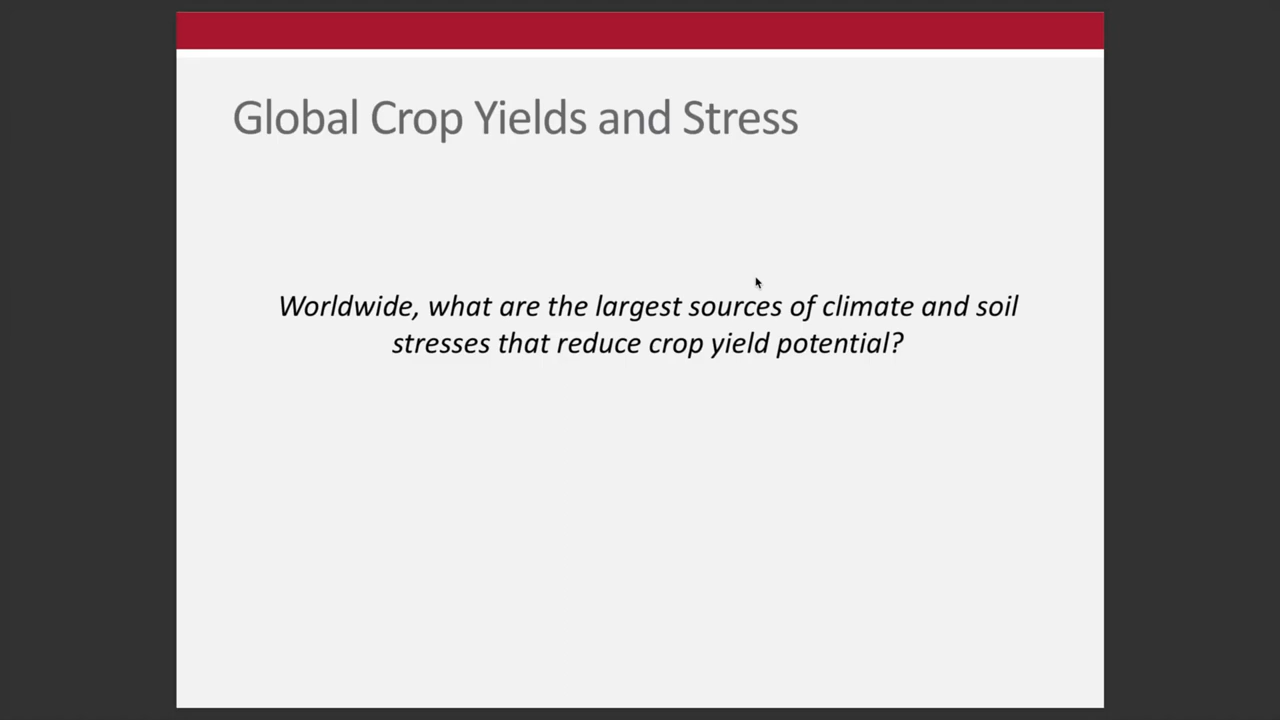 Global Crop Yields and Stress
Worldwide, what are the largest sources of climate and soil
stresses that reduce crop yield potential?